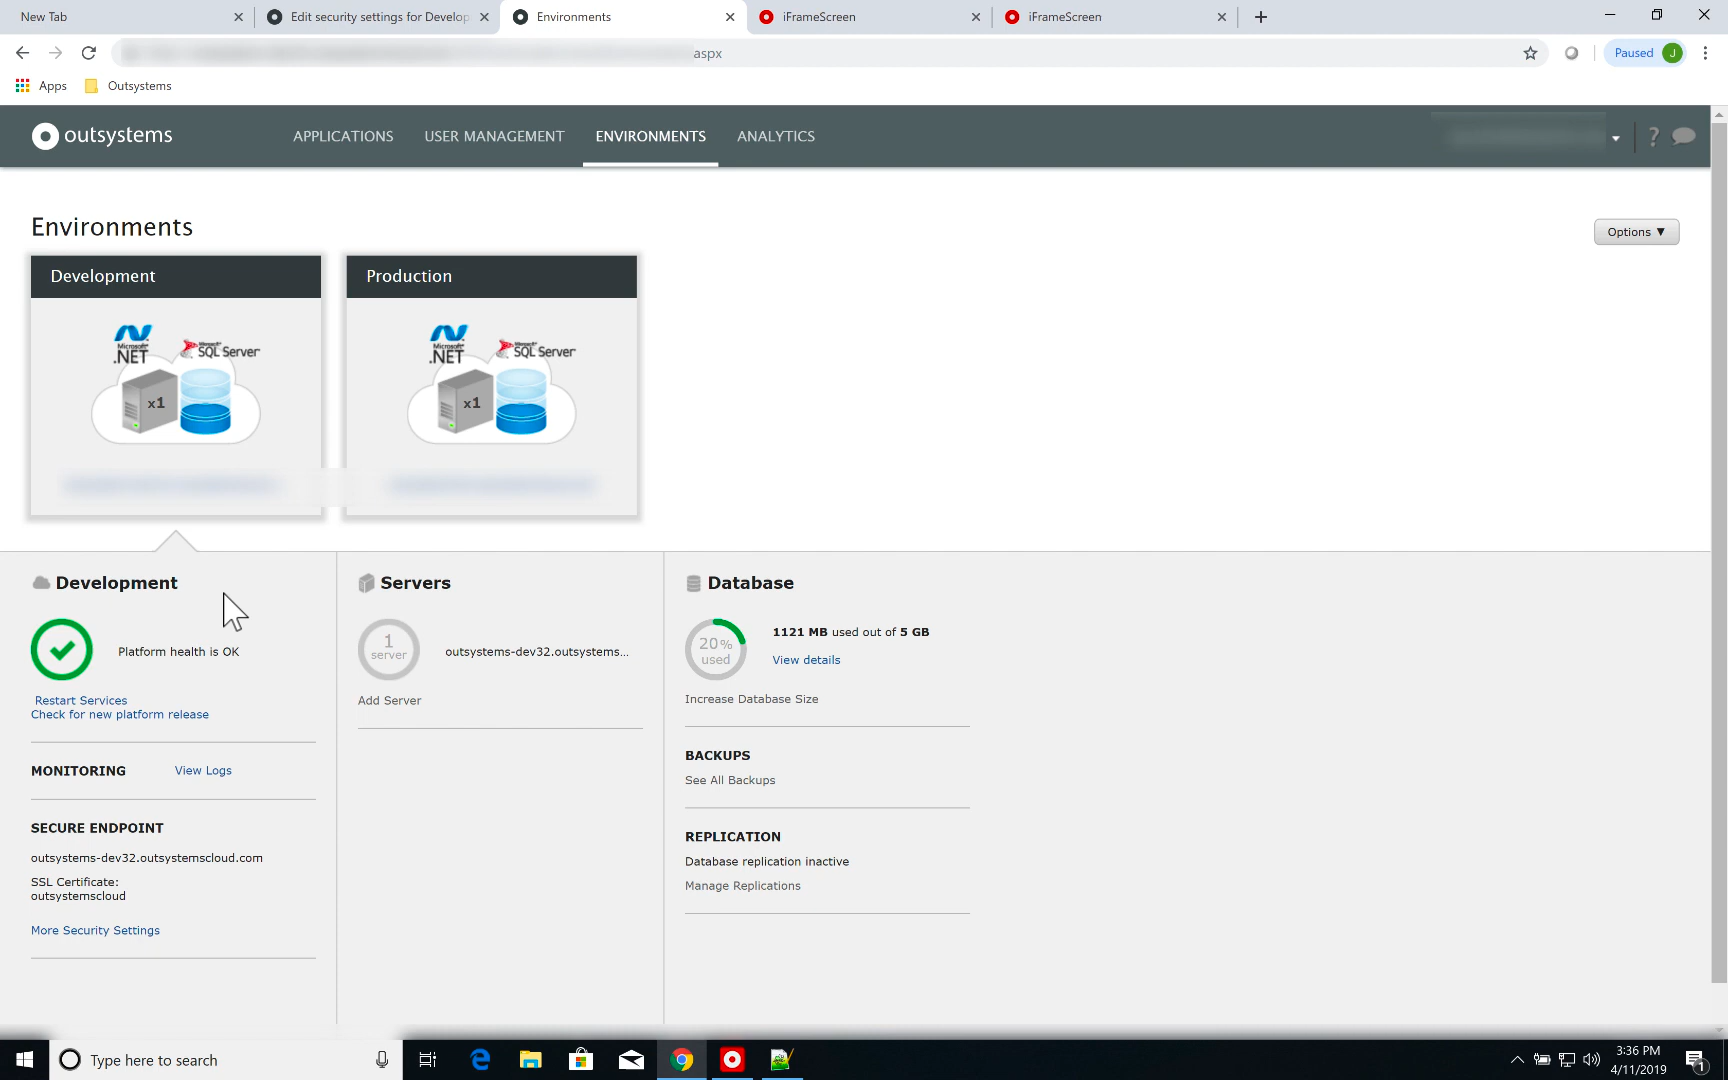 New Tab
Edit security settings for Develop
Environments
iFrameScreen
iFrameScreen
aspx
Paused
J
Apps
Outsystems
outsystems
APPLICATIONS
USER MANAGEMENT
ENVIRONMENTS
ANALYTICS
?
Environments
Options ▼
Development
Production
Microsoft
.NET
Microsoft
SQL Server
x1
Microsoft
.NET
Microsoft
SQL Server
x1
Development
Platform health is OK
Restart Services
Check for new platform release
MONITORING
View Logs
SECURE ENDPOINT
outsystems-dev32.outsystemscloud.com
SSL Certificate:
outsystemscloud
More Security Settings
Servers
1
server
outsystems-dev32.outsystems...
Add Server
Database
20%
used
1121 MB used out of 5 GB
View details
Increase Database Size
BACKUPS
See All Backups
REPLICATION
Database replication inactive
Manage Replications
Type here to search
3:36 PM
4/11/2019
1